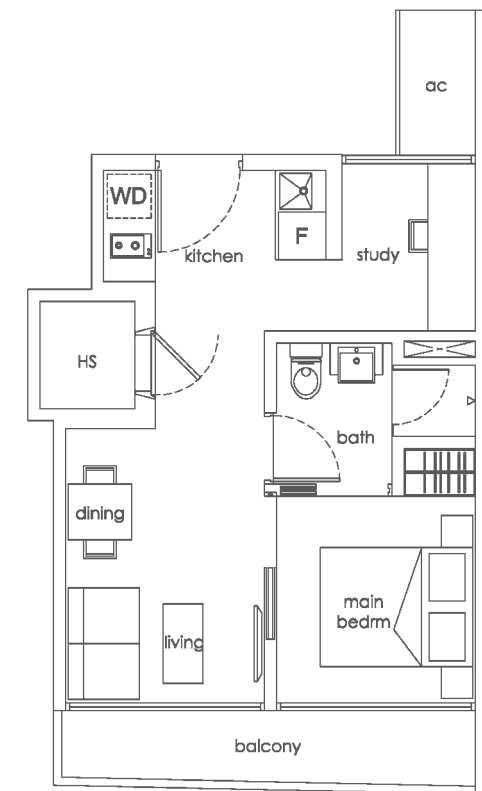 ac
WD
F
kitchen
study
HS
bath
dining
main
bedrm
living
balcony